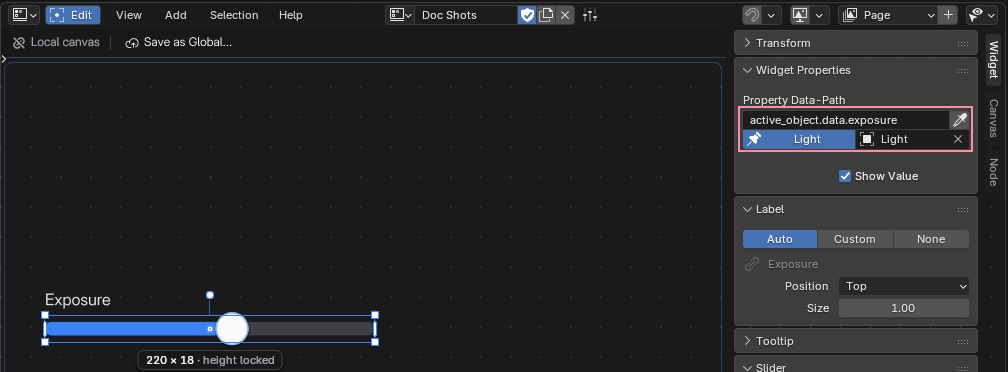 Edit View Add Selection Help Doc Shots Page
Local canvas Save as Global...
Transform
Widget Properties
Property Data-Path
active_object.data.exposure
Light Light
Show Value
Label
Auto Custom None
Exposure
Position Top
Size 1.00
Tooltip
Slider
Exposure
220 × 18 · height locked
Widget
Canvas
Node